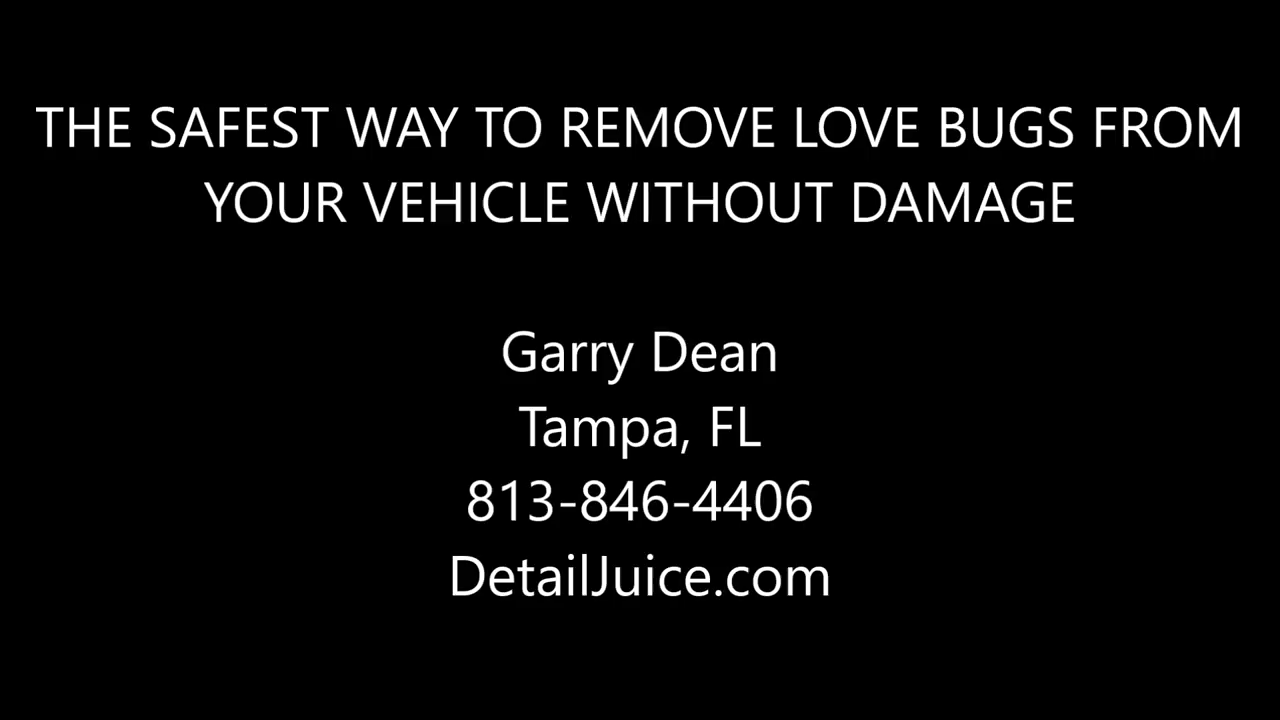 THE SAFEST WAY TO REMOVE LOVE BUGS FROM
YOUR VEHICLE WITHOUT DAMAGE
Garry Dean
Tampa, FL
813-846-4406
DetailJuice.com